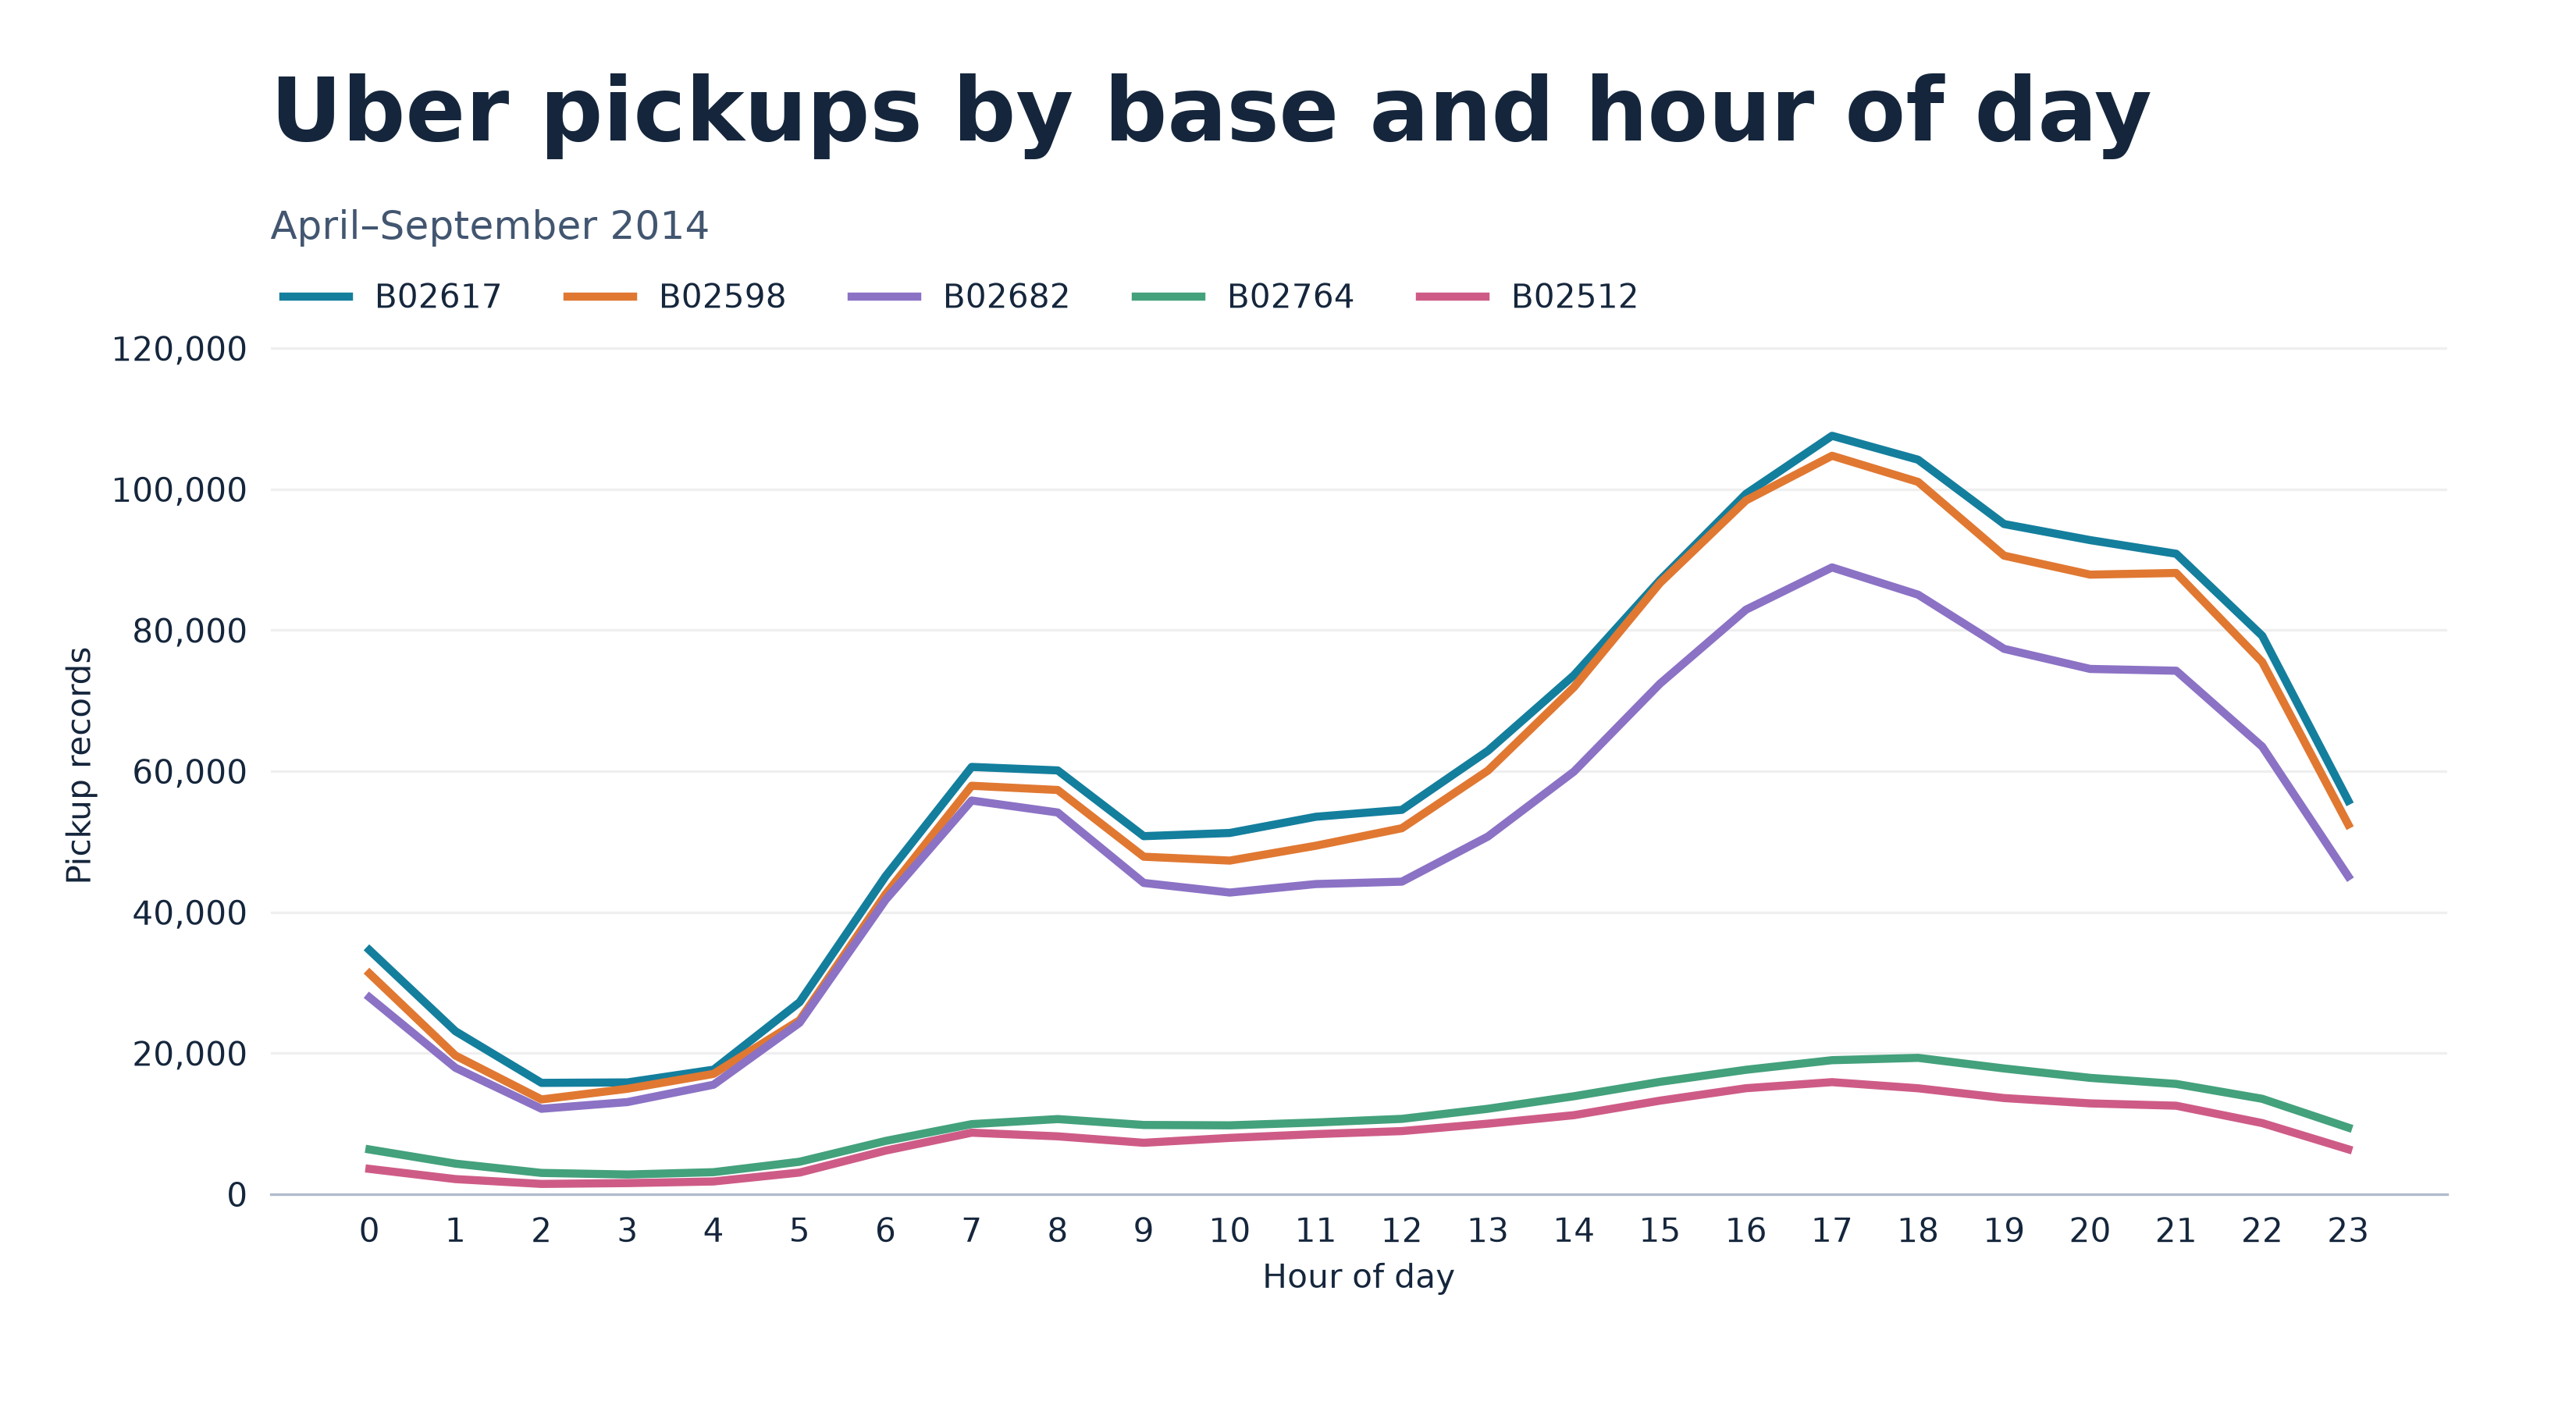 Uber pickups by base and hour of day
April–September 2014
B02617 B02598 B02682 B02764 B02512
120,000
100,000
80,000
60,000
40,000
20,000
0
Pickup records
0 1 2 3 4 5 6 7 8 9 10 11 12 13 14 15 16 17 18 19 20 21 22 23
Hour of day